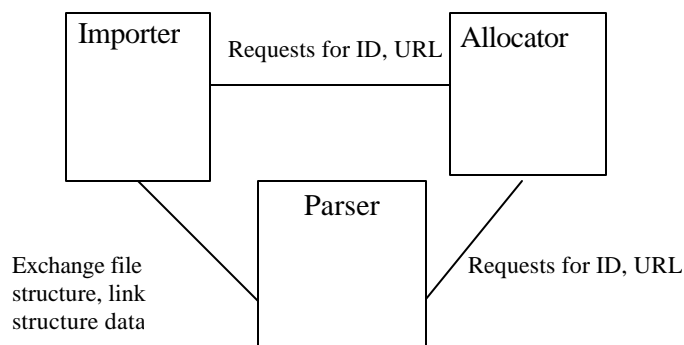 Importer
Requests for ID, URL
Allocator
Parser
Exchange file
structure, link
structure data
Requests for ID, URL